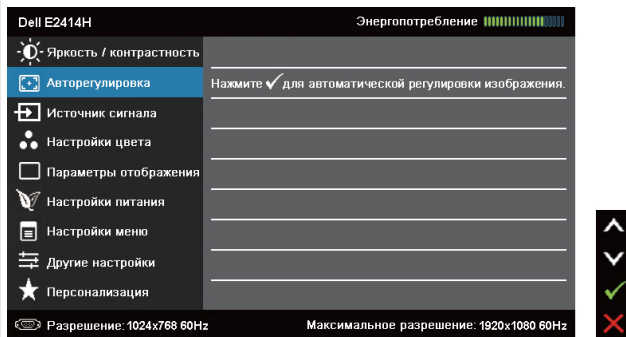 Dell E2414H Энергопотребление
Яркость / контрастность
Авторегулировка Нажмите ✓ для автоматической регулировки изображения.
Источник сигнала
Настройки цвета
Параметры отображения
Настройки питания
Настройки меню
Другие настройки
Персонализация
Разрешение: 1024x768 60Hz Максимальное разрешение: 1920x1080 60Hz